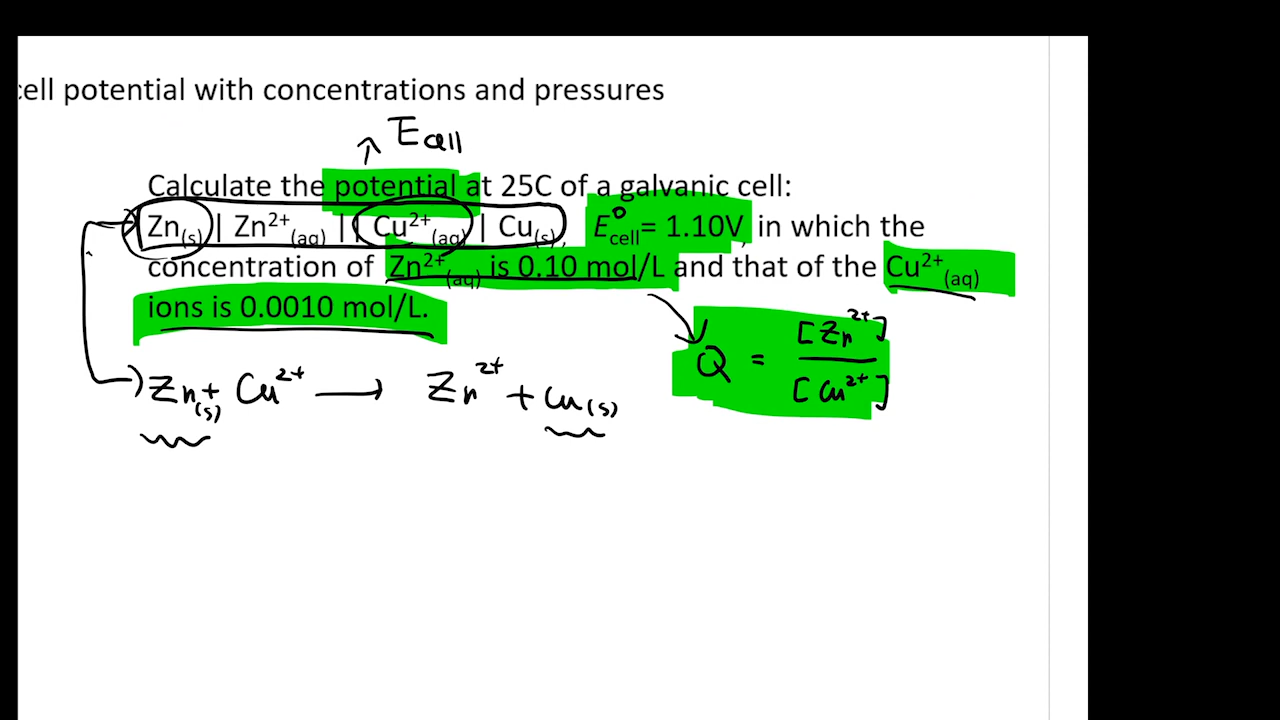 cell potential with concentrations and pressures
↗ Ecell
Calculate the potential at 25C of a galvanic cell:
Zn(s) | Zn²⁺(aq) || Cu²⁺(aq) | Cu(s), E°cell = 1.10V, in which the
concentration of Zn²⁺(aq) is 0.10 mol/L and that of the Cu²⁺(aq)
ions is 0.0010 mol/L.
Q = [Zn²⁺] / [Cu²⁺]
Zn(s) + Cu²⁺ → Zn²⁺ + Cu(s)